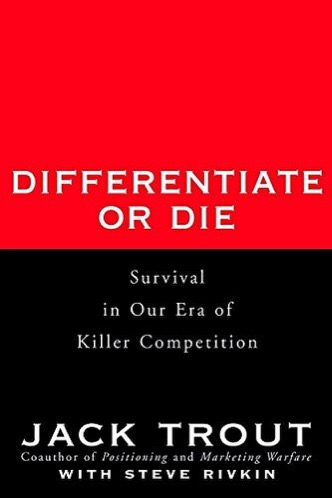 DIFFERENTIATE
OR DIE
Survival
in Our Era of
Killer Competition
JACK TROUT
Coauthor of Positioning and Marketing Warfare
WITH STEVE RIVKIN